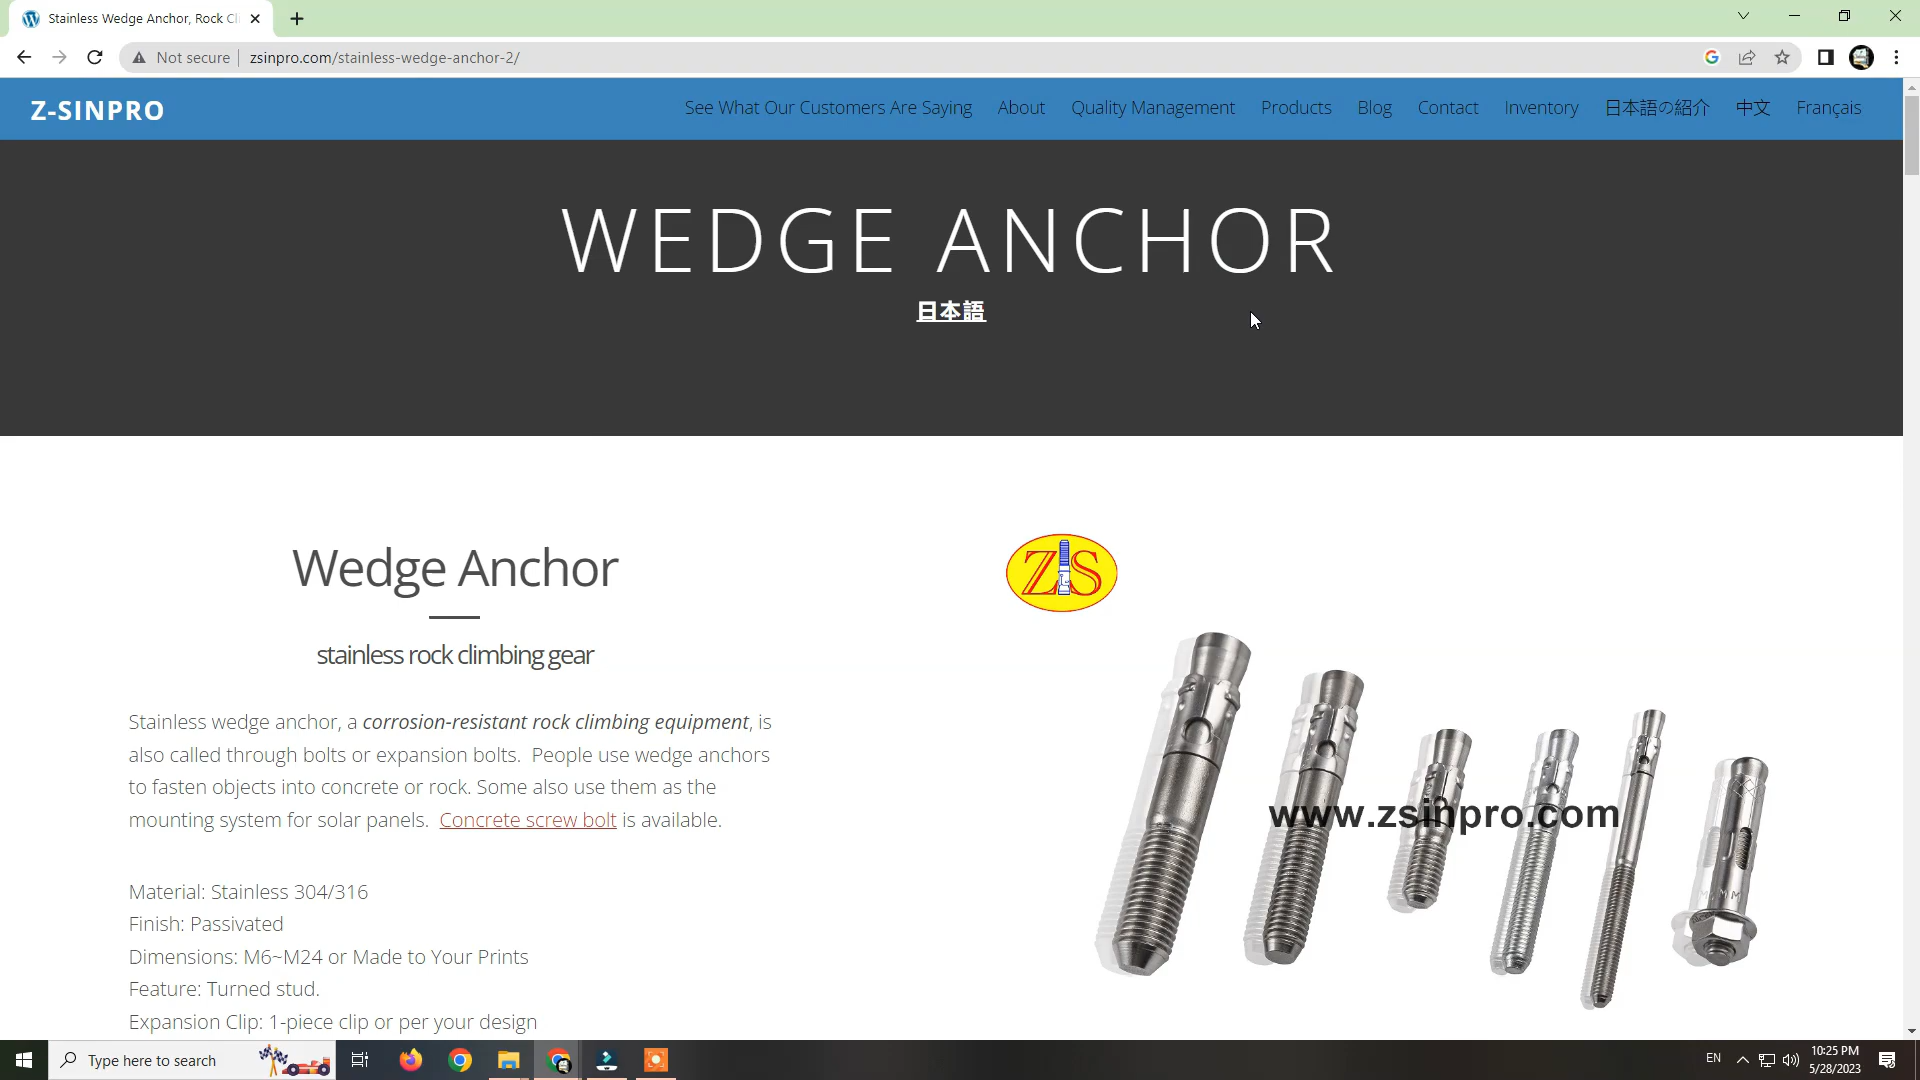 Stainless Wedge Anchor, Rock Cl
Not secure
zsinpro.com/stainless-wedge-anchor-2/
Z-SINPRO
See What Our Customers Are Saying
About
Quality Management
Products
Blog
Contact
Inventory
日本語の紹介
中文
Français
WEDGE ANCHOR
日本語
Wedge Anchor
stainless rock climbing gear
Stainless wedge anchor, a corrosion-resistant rock climbing equipment, is
also called through bolts or expansion bolts. People use wedge anchors
to fasten objects into concrete or rock. Some also use them as the
mounting system for solar panels. Concrete screw bolt is available.
Material: Stainless 304/316
Finish: Passivated
Dimensions: M6~M24 or Made to Your Prints
Feature: Turned stud.
Expansion Clip: 1-piece clip or per your design
ZS
www.zsinpro.com
Type here to search
EN
10:25 PM
5/28/2023